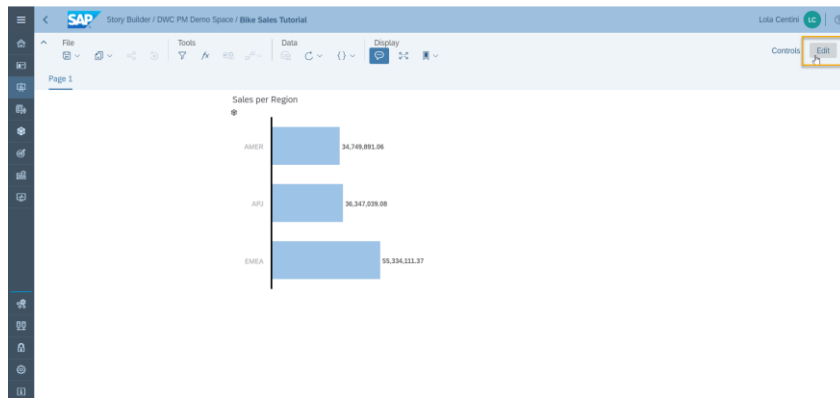 SAP Story Builder / DWC PM Demo Space / Bike Sales Tutorial Lota Centini LC
File Tools Data Display
Controls Edit
Page 1
Sales per Region
AMER 34,749,891.06
APJ 36,347,039.08
EMEA 55,334,111.37